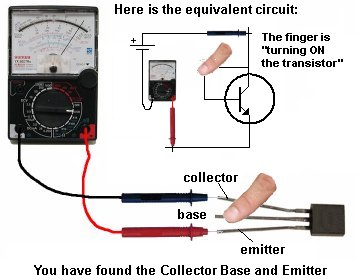 Here is the equivalent circuit:
The finger is
"turning ON
the transistor"
+
collector
base
emitter
You have found the Collector Base and Emitter